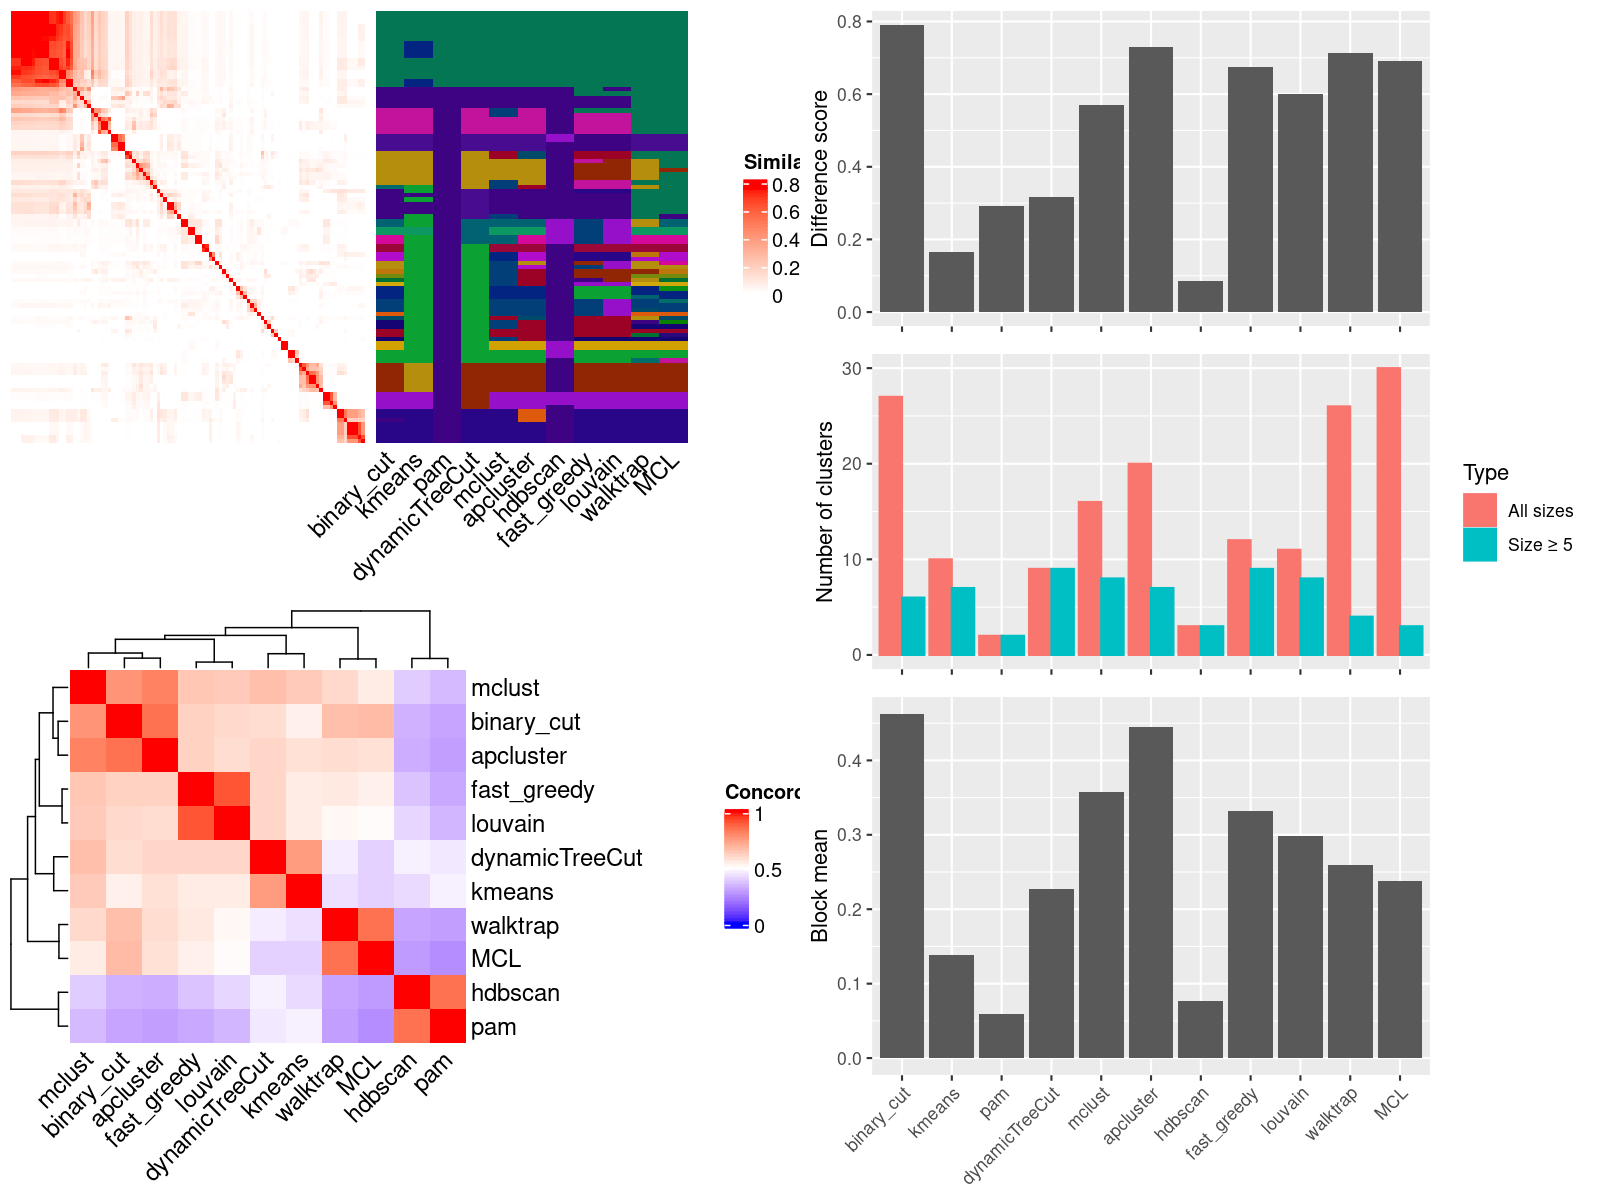 Simila
0.8
0.6
0.4
0.2
0
binary_cut
kmeans
pam
dynamicTreeCut
mclust
apcluster
hdbscan
fast_greedy
louvain
walktrap
MCL
mclust
binary_cut
apcluster
fast_greedy
louvain
dynamicTreeCut
kmeans
walktrap
MCL
hdbscan
pam
mclust
binary_cut
apcluster
fast_greedy
louvain
dynamicTreeCut
kmeans
walktrap
MCL
hdbscan
pam
Concord
1
0.5
0
Difference score
0.8
0.6
0.4
0.2
0.0
Number of clusters
30
20
10
0
Type
All sizes
Size ≥ 5
Block mean
0.4
0.3
0.2
0.1
0.0
binary_cut
kmeans
pam
dynamicTreeCut
mclust
apcluster
hdbscan
fast_greedy
louvain
walktrap
MCL